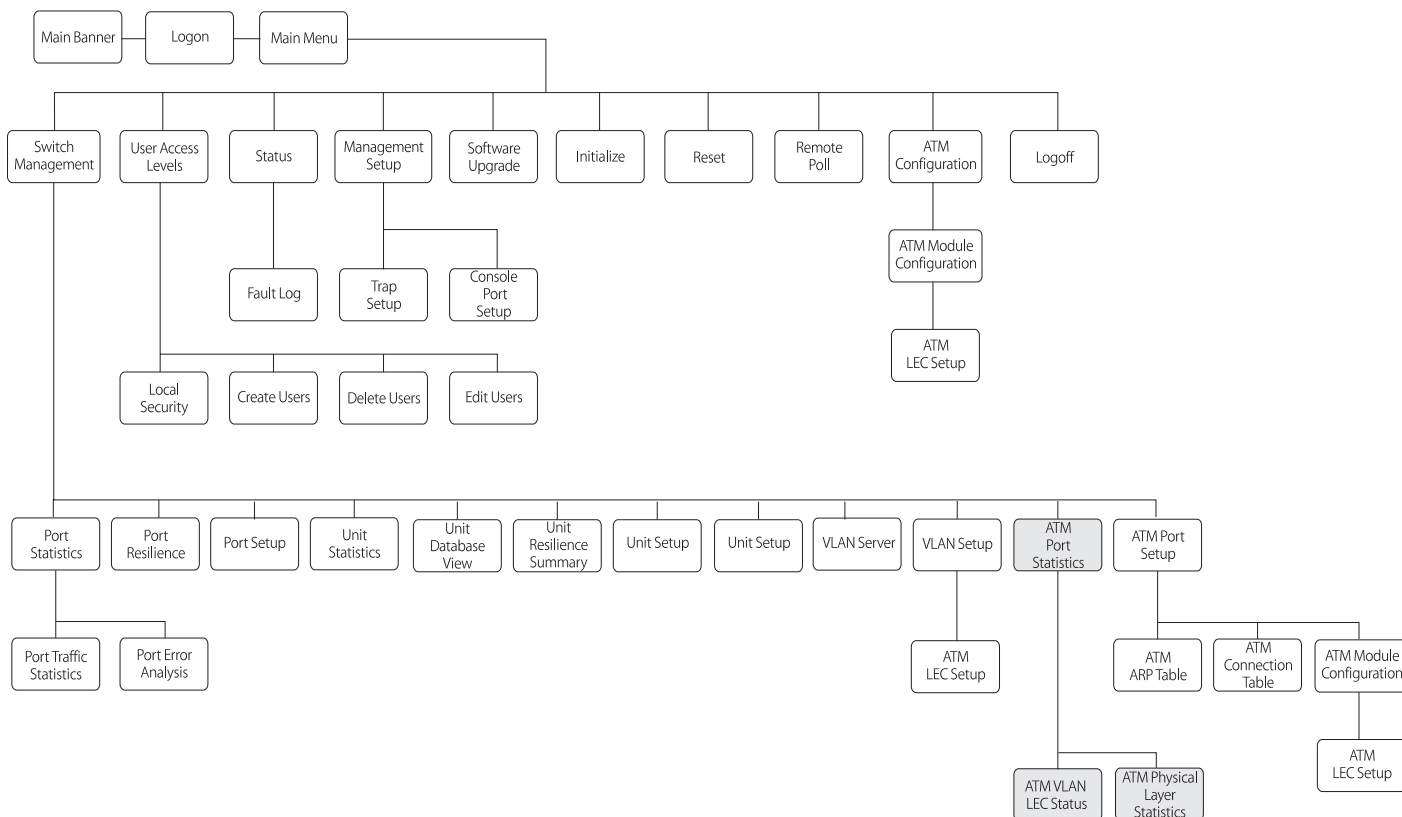 Main Banner
Logon
Main Menu
Switch
Management
User Access
Levels
Status
Management
Setup
Software
Upgrade
Initialize
Reset
Remote
Poll
ATM
Configuration
Logoff
ATM Module
Configuration
Fault Log
Trap
Setup
Console
Port
Setup
ATM
LEC Setup
Local
Security
Create Users
Delete Users
Edit Users
Port
Statistics
Port
Resilience
Port Setup
Unit
Statistics
Unit
Database
View
Unit
Resilience
Summary
Unit Setup
Unit Setup
VLAN Server
VLAN Setup
ATM
Port
Statistics
ATM Port
Setup
Port Traffic
Statistics
Port Error
Analysis
ATM
LEC Setup
ATM
ARP Table
ATM
Connection
Table
ATM Module
Configuration
ATM VLAN
LEC Status
ATM Physical
Layer
Statistics
ATM
LEC Setup